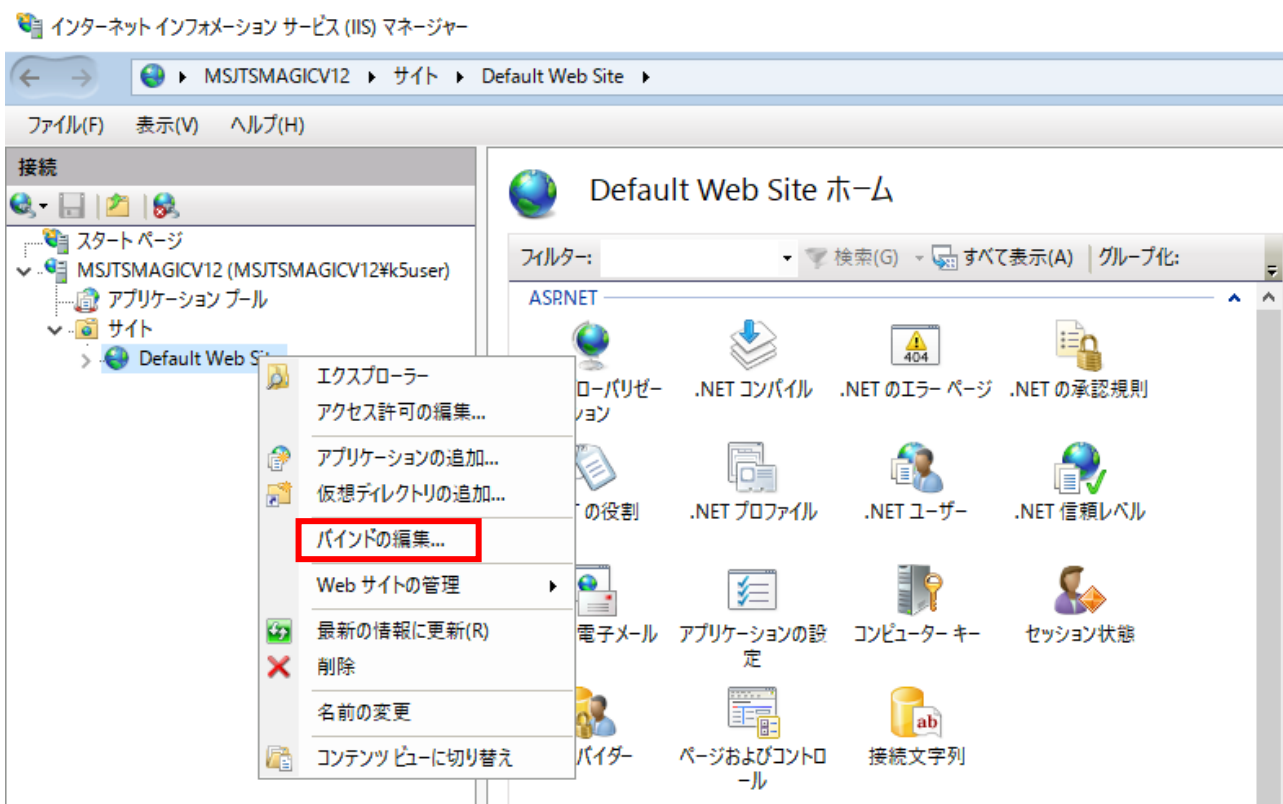 インターネット インフォメーション サービス (IIS) マネージャー
MSJTSMAGICV12 サイト Default Web Site
ファイル(F) 表示(V) ヘルプ(H)
接続
スタート ページ
MSJTSMAGICV12 (MSJTSMAGICV12¥k5user)
アプリケーション プール
サイト
Default Web
エクスプローラー
アクセス許可の編集...
アプリケーションの追加...
仮想ディレクトリの追加...
バインドの編集...
Web サイトの管理
最新の情報に更新(R)
削除
名前の変更
コンテンツ ビューに切り替え
Default Web Site ホーム
フィルター: 検索(G) すべて表示(A) グループ化:
ASP.NET
ローバリゼー
ション
.NET コンパイル
.NET のエラー ページ
404
.NET の承認規則
の役割
.NET プロファイル
.NET ユーザー
.NET 信頼レベル
電子メール
アプリケーションの設
定
コンピューター キー
セッション状態
バイダー
ページおよびコントロ
ール
接続文字列
ab